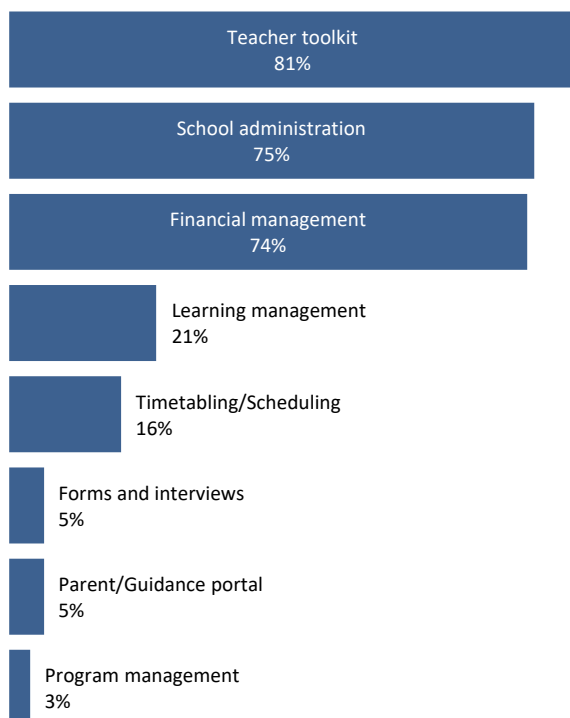 Teacher toolkit
81%
School administration
75%
Financial management
74%
Learning management
21%
Timetabling/Scheduling
16%
Forms and interviews
5%
Parent/Guidance portal
5%
Program management
3%